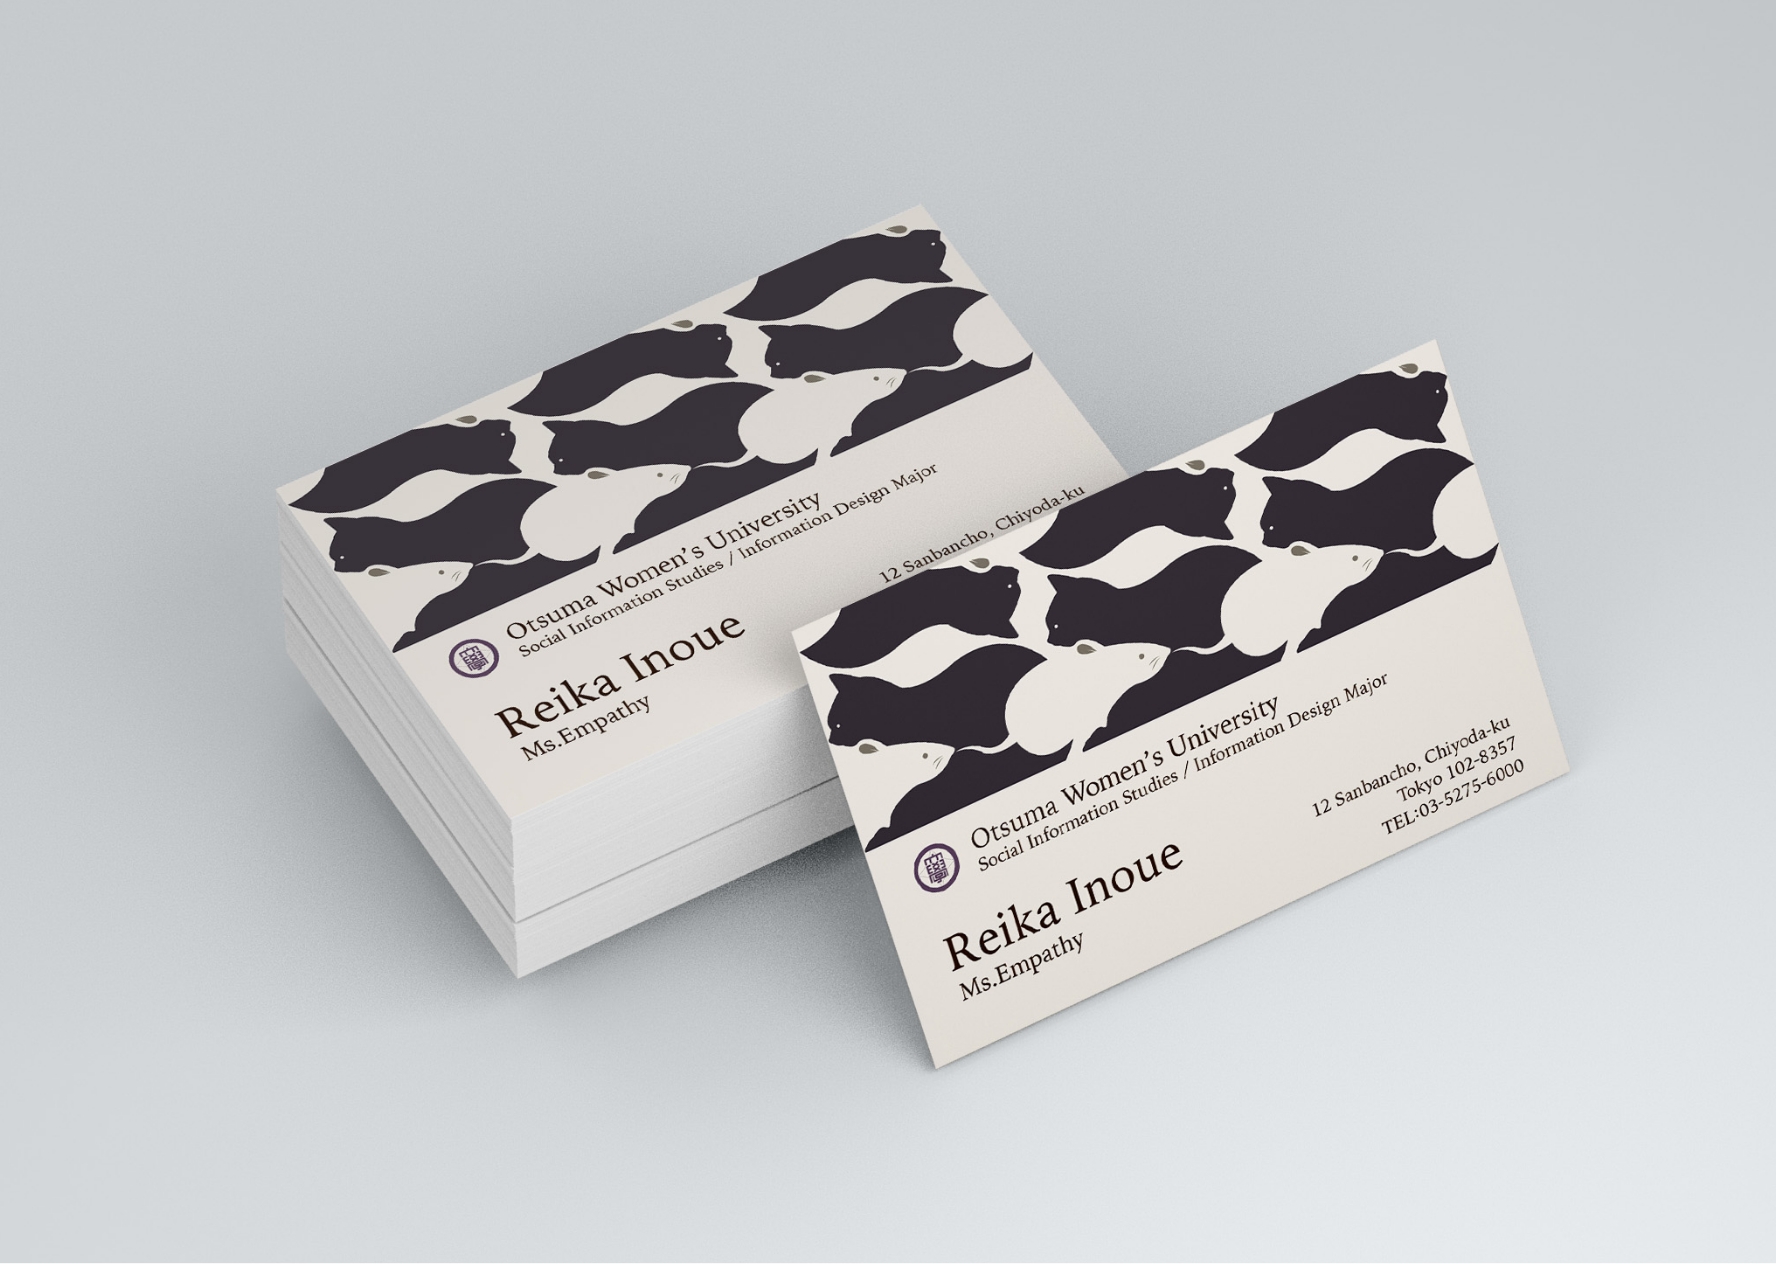 Otsuma Women's University
Social Information Studies / Information Design Major
12 Sanbancho, Chiyoda-ku
Reika Inoue
Ms.Empathy
Otsuma Women's University
Social Information Studies / Information Design Major
12 Sanbancho, Chiyoda-ku
Tokyo 102-8357
TEL:03-5275-6000
Reika Inoue
Ms.Empathy